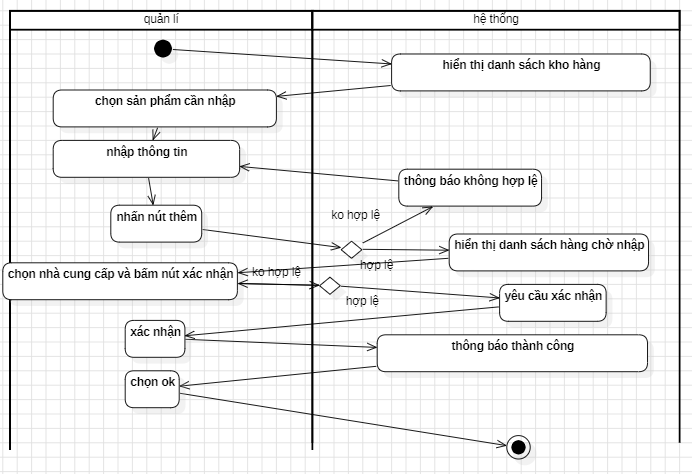 quản lí
hệ thống
hiển thị danh sách kho hàng
chọn sản phẩm cần nhập
nhập thông tin
thông báo không hợp lệ
nhấn nút thêm
ko hợp lệ
hiển thị danh sách hàng chờ nhập
hợp lệ
chọn nhà cung cấp và bấm nút xác nhận
ko hợp lệ
hợp lệ
yêu cầu xác nhận
xác nhận
thông báo thành công
chọn ok